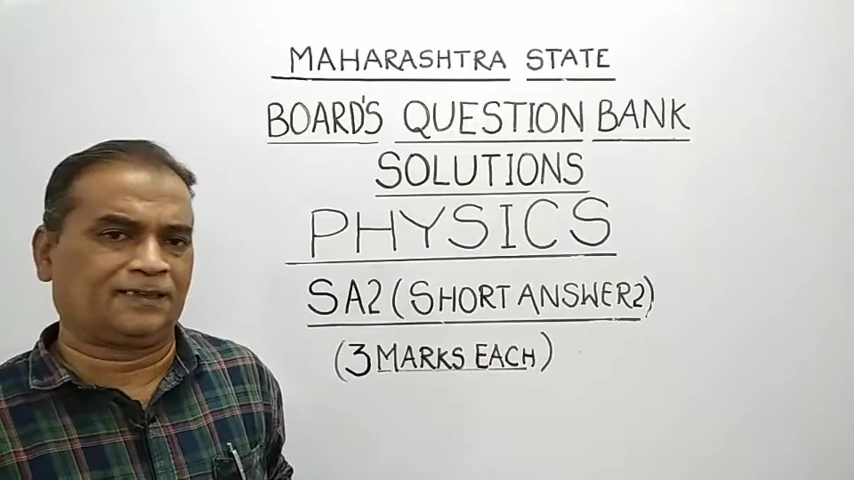 MAHARASHTRA STATE
BOARD'S QUESTION BANK
SOLUTIONS
PHYSICS
SA2 (SHORT ANSWER2)
(3 MARKS EACH)